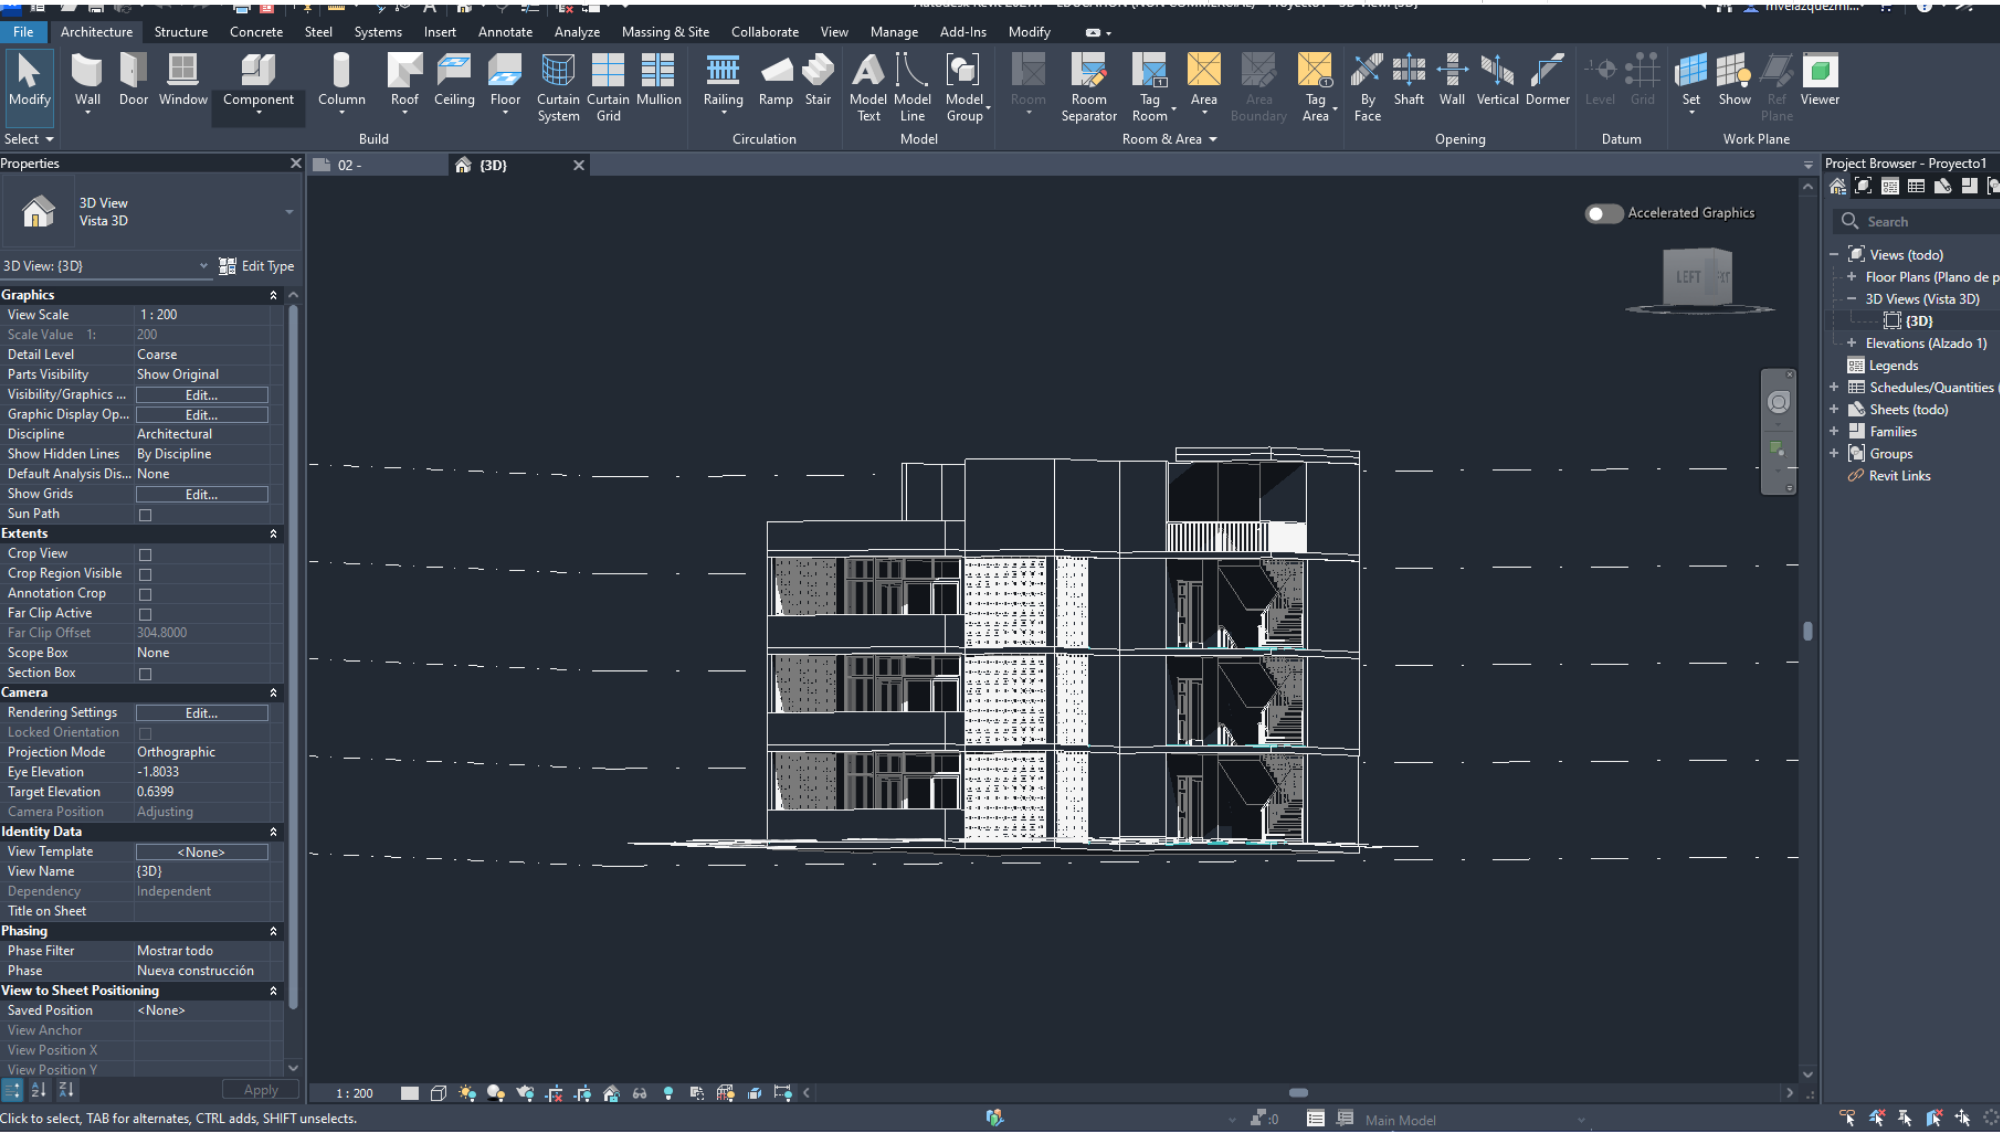 mvelazquezmi...
File Architecture Structure Concrete Steel Systems Insert Annotate Analyze Massing & Site Collaborate View Manage Add-Ins Modify
Modify Wall Door Window Component Column Roof Ceiling Floor Curtain System Curtain Grid Mullion Railing Ramp Stair Model Text Model Line Model Group Room Room Separator Tag Room Area Area Boundary Tag Area By Face Shaft Wall Vertical Dormer Level Grid Set Show Ref Plane Viewer
Select Build Circulation Model Room & Area Opening Datum Work Plane
Properties
02 -
{3D}
Project Browser - Proyecto1
3D View
Vista 3D
3D View: {3D}
Edit Type
Graphics
View Scale 1 : 200
Scale Value 1: 200
Detail Level Coarse
Parts Visibility Show Original
Visibility/Graphics ... Edit...
Graphic Display Op... Edit...
Discipline Architectural
Show Hidden Lines By Discipline
Default Analysis Dis... None
Show Grids Edit...
Sun Path
Extents
Crop View
Crop Region Visible
Annotation Crop
Far Clip Active
Far Clip Offset 304.8000
Scope Box None
Section Box
Camera
Rendering Settings Edit...
Locked Orientation
Projection Mode Orthographic
Eye Elevation -1.8033
Target Elevation 0.6399
Camera Position Adjusting
Identity Data
View Template <None>
View Name {3D}
Dependency Independent
Title on Sheet
Phasing
Phase Filter Mostrar todo
Phase Nueva construcción
View to Sheet Positioning
Saved Position <None>
View Anchor
View Position X
View Position Y
Apply
Accelerated Graphics
LEFT
Search
Views (todo)
Floor Plans (Plano de p
3D Views (Vista 3D)
{3D}
Elevations (Alzado 1)
Legends
Schedules/Quantities (
Sheets (todo)
Families
Groups
Revit Links
1 : 200
Click to select, TAB for alternates, CTRL adds, SHIFT unselects.
:0
Main Model